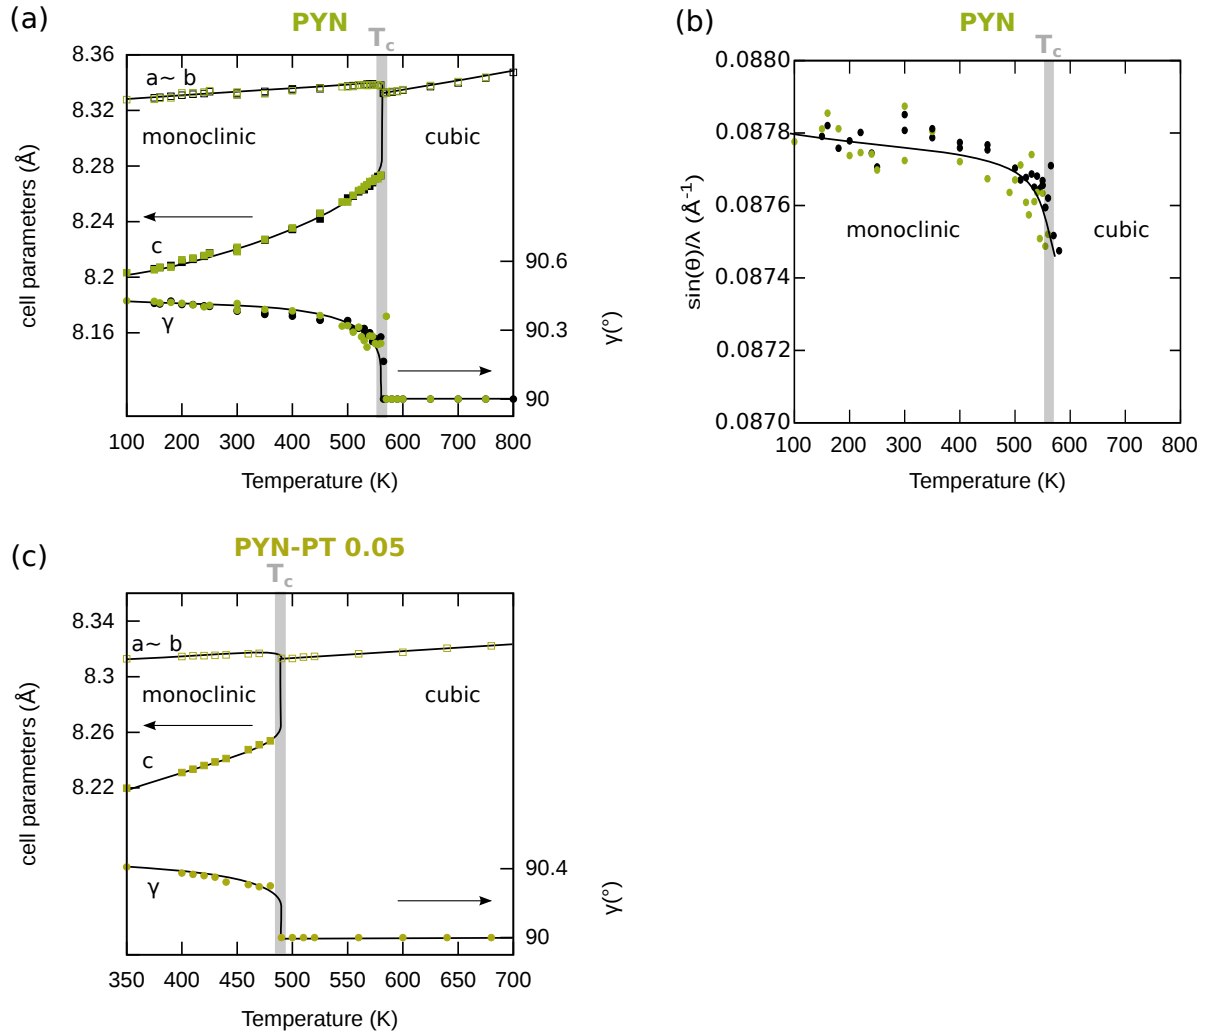 (a)
PYN
Tc
8.36
8.32
8.28
8.24
8.2
8.16
cell parameters (Å)
a~ b
monoclinic
cubic
c
γ
90.6
90.3
90
γ(°)
100 200 300 400 500 600 700 800
Temperature (K)
(b)
PYN
Tc
0.0880
0.0878
0.0876
0.0874
0.0872
0.0870
sin(θ)/λ (Å-1)
monoclinic
cubic
100 200 300 400 500 600 700 800
Temperature (K)
(c)
PYN-PT 0.05
Tc
8.34
8.3
8.26
8.22
cell parameters (Å)
a~ b
monoclinic
cubic
c
γ
90.4
90
γ(°)
350 400 450 500 550 600 650 700
Temperature (K)